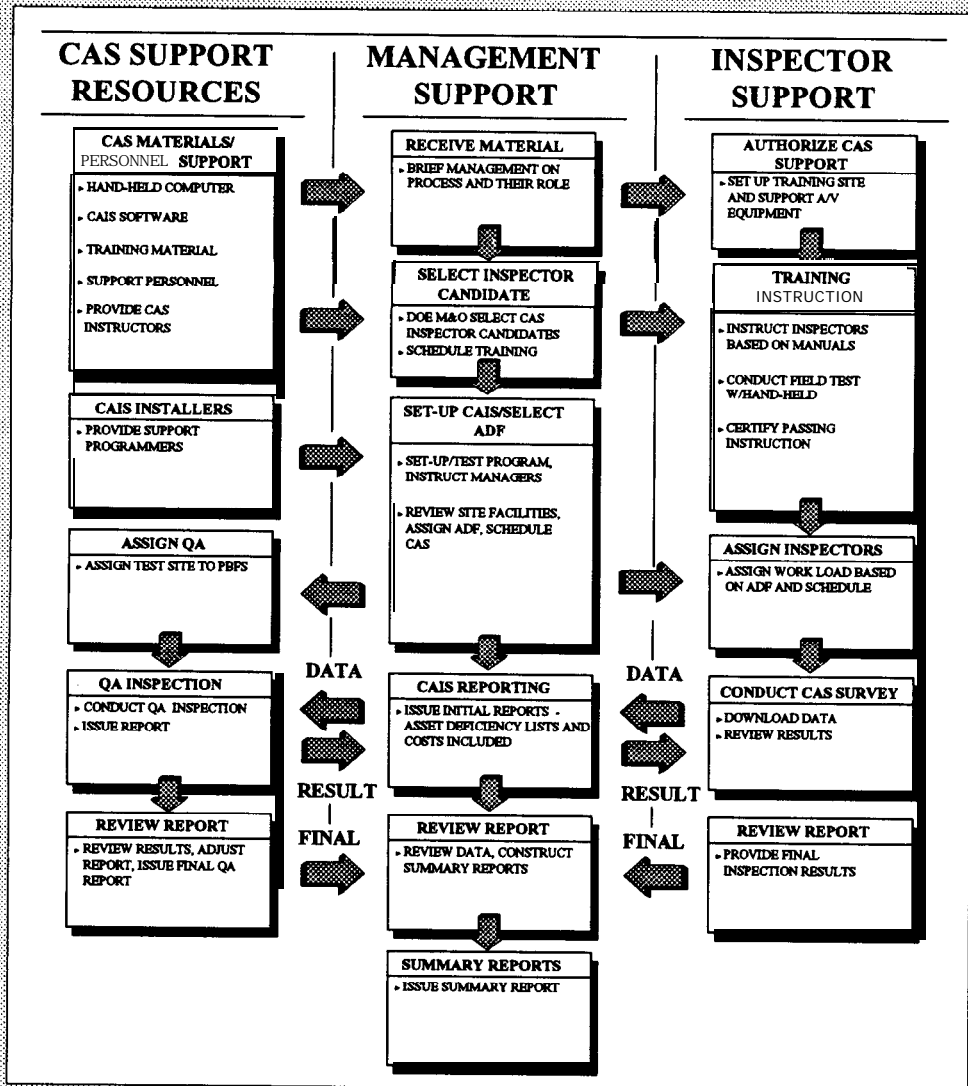 CAS SUPPORT
RESOURCES
CAS MATERIALS/
PERSONNEL SUPPORT
▸ HAND-HELD COMPUTER
▸ CAIS SOFTWARE
▸ TRAINING MATERIAL
▸ SUPPORT PERSONNEL
▸ PROVIDE CAS
INSTRUCTORS
CAIS INSTALLERS
▸ PROVIDE SUPPORT
PROGRAMMERS
ASSIGN QA
▸ ASSIGN TEST SITE TO PBFS
QA INSPECTION
▸ CONDUCT QA INSPECTION
▸ ISSUE REPORT
REVIEW REPORT
▸ REVIEW RESULTS, ADJUST
REPORT, ISSUE FINAL QA
REPORT
DATA
RESULT
FINAL
MANAGEMENT
SUPPORT
RECEIVE MATERIAL
▸ BRIEF MANAGEMENT ON
PROCESS AND THEIR ROLE
SELECT INSPECTOR
CANDIDATE
▸ DOE M&O SELECT CAS
INSPECTOR CANDIDATES
▸ SCHEDULE TRAINING
SET-UP CAIS/SELECT
ADF
▸ SET-UP/TEST PROGRAM,
INSTRUCT MANAGERS
▸ REVIEW SITE FACILITIES,
ASSIGN ADF, SCHEDULE
CAS
CAIS REPORTING
▸ ISSUE INITIAL REPORTS -
ASSET DEFICIENCY LISTS AND
COSTS INCLUDED
REVIEW REPORT
▸ REVIEW DATA, CONSTRUCT
SUMMARY REPORTS
SUMMARY REPORTS
▸ ISSUE SUMMARY REPORT
DATA
RESULT
FINAL
INSPECTOR
SUPPORT
AUTHORIZE CAS
SUPPORT
▸ SET UP TRAINING SITE
AND SUPPORT A/V
EQUIPMENT
TRAINING
INSTRUCTION
▸ INSTRUCT INSPECTORS
BASED ON MANUALS
▸ CONDUCT FIELD TEST
W/HAND-HELD
▸ CERTIFY PASSING
INSTRUCTION
ASSIGN INSPECTORS
▸ ASSIGN WORK LOAD BASED
ON ADF AND SCHEDULE
CONDUCT CAS SURVEY
▸ DOWNLOAD DATA
▸ REVIEW RESULTS
REVIEW REPORT
▸ PROVIDE FINAL
INSPECTION RESULTS